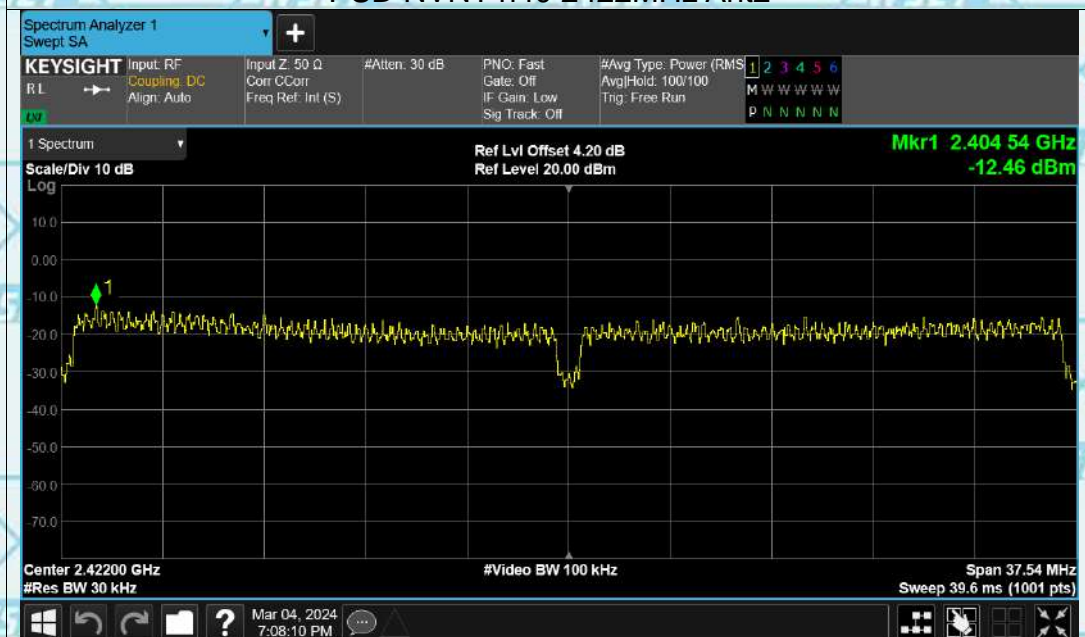 Spectrum Analyzer 1
Swept SA
+
KEYSIGHT
RL
Input: RF
Coupling: DC
Align: Auto
Input Z: 50 Ω
Corr CCorr
Freq Ref: Int (S)
#Atten: 30 dB
PNO: Fast
Gate: Off
IF Gain: Low
Sig Track: Off
#Avg Type: Power (RMS
Avg|Hold: 100/100
Trig: Free Run
1 2 3 4 5 6
M W W W W W
P N N N N N
1 Spectrum
Scale/Div 10 dB
Log
Ref Lvl Offset 4.20 dB
Ref Level 20.00 dBm
Mkr1 2.404 54 GHz
-12.46 dBm
1
10.0
0.00
-10.0
-20.0
-30.0
-40.0
-50.0
-60.0
-70.0
Center 2.42200 GHz
#Res BW 30 kHz
#Video BW 100 kHz
Span 37.54 MHz
Sweep 39.6 ms (1001 pts)
?
Mar 04, 2024
7:08:10 PM